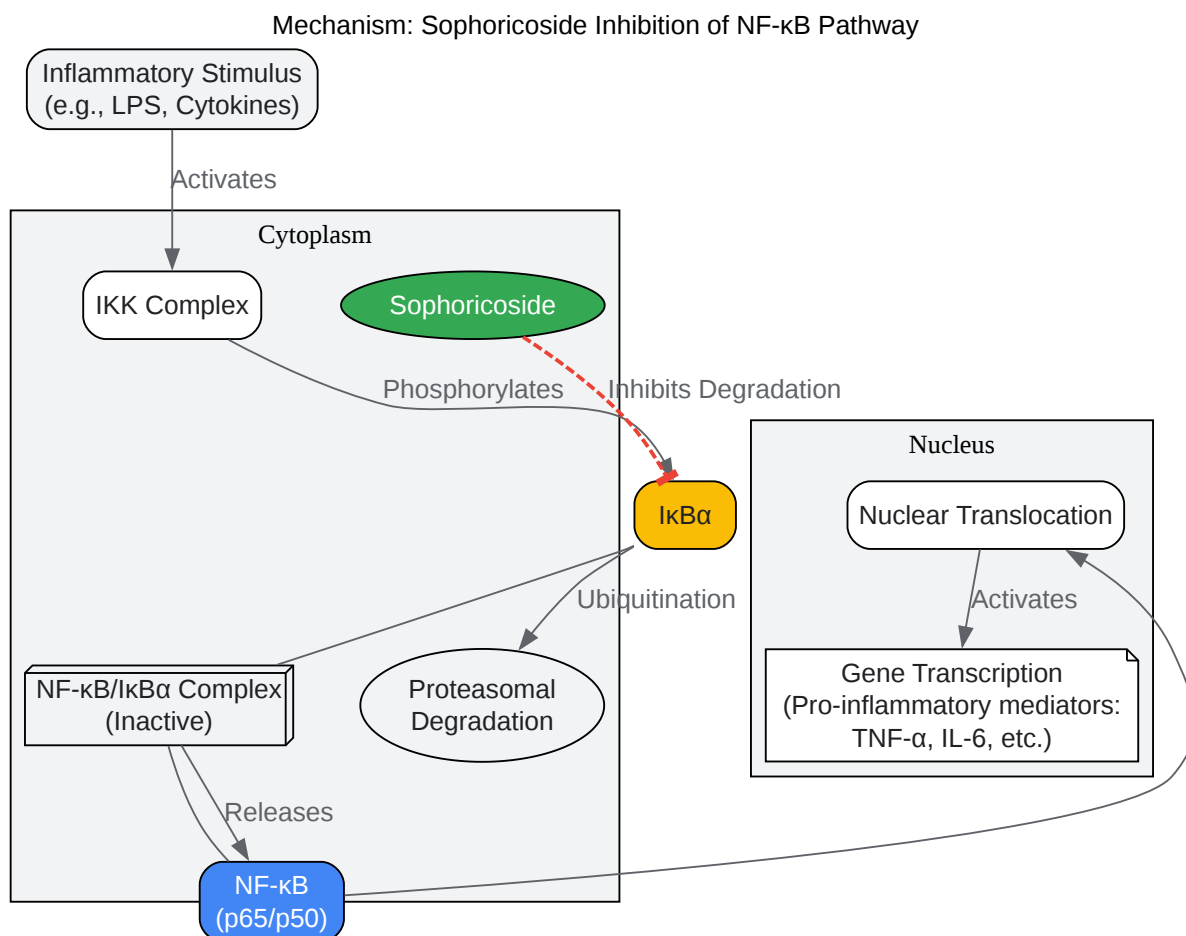 Mechanism: Sophoricoside Inhibition of NF-κB Pathway
Inflammatory Stimulus
(e.g., LPS, Cytokines)
Activates
Cytoplasm
IKK Complex
Sophoricoside
Phosphorylates
Inhibits Degradation
Nucleus
IκBα
Nuclear Translocation
Ubiquitination
Activates
NF-κB/IκBα Complex
(Inactive)
Proteasomal
Degradation
Gene Transcription
(Pro-inflammatory mediators:
TNF-α, IL-6, etc.)
Releases
NF-κB
(p65/p50)